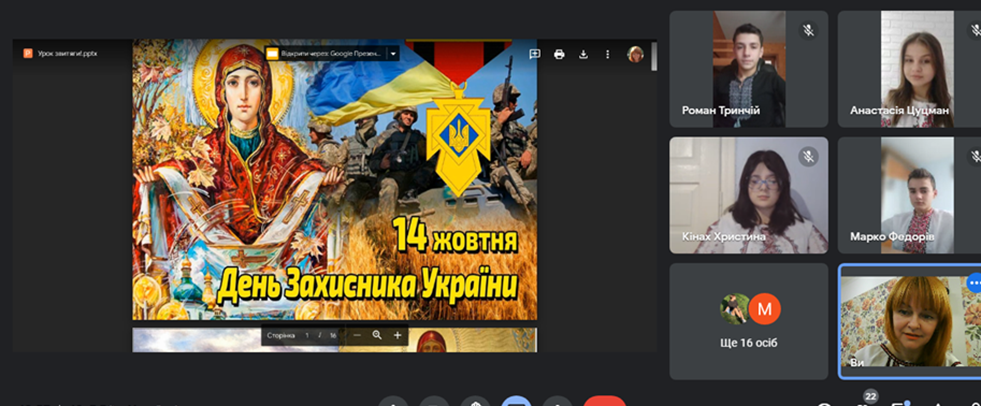 Урок звитяги!.pptx
Відкрити через: Google Презен...
14 жовтня
День Захисника України
Сторінка 1 / 16
Роман Тринчій
Анастасія Цуцман
Кінах Христина
Марко Федорів
М
Ще 16 осіб
Ви
22